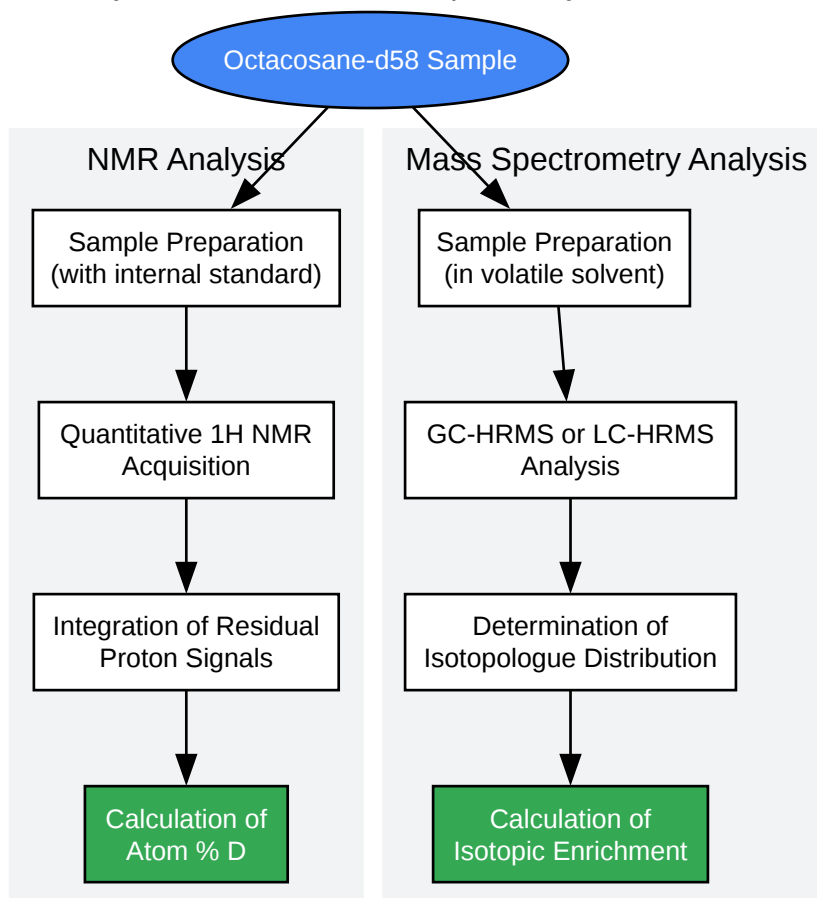 Octacosane-d58 Sample
NMR Analysis
Sample Preparation
(with internal standard)
Quantitative 1H NMR
Acquisition
Integration of Residual
Proton Signals
Calculation of
Atom % D
Mass Spectrometry Analysis
Sample Preparation
(in volatile solvent)
GC-HRMS or LC-HRMS
Analysis
Determination of
Isotopologue Distribution
Calculation of
Isotopic Enrichment